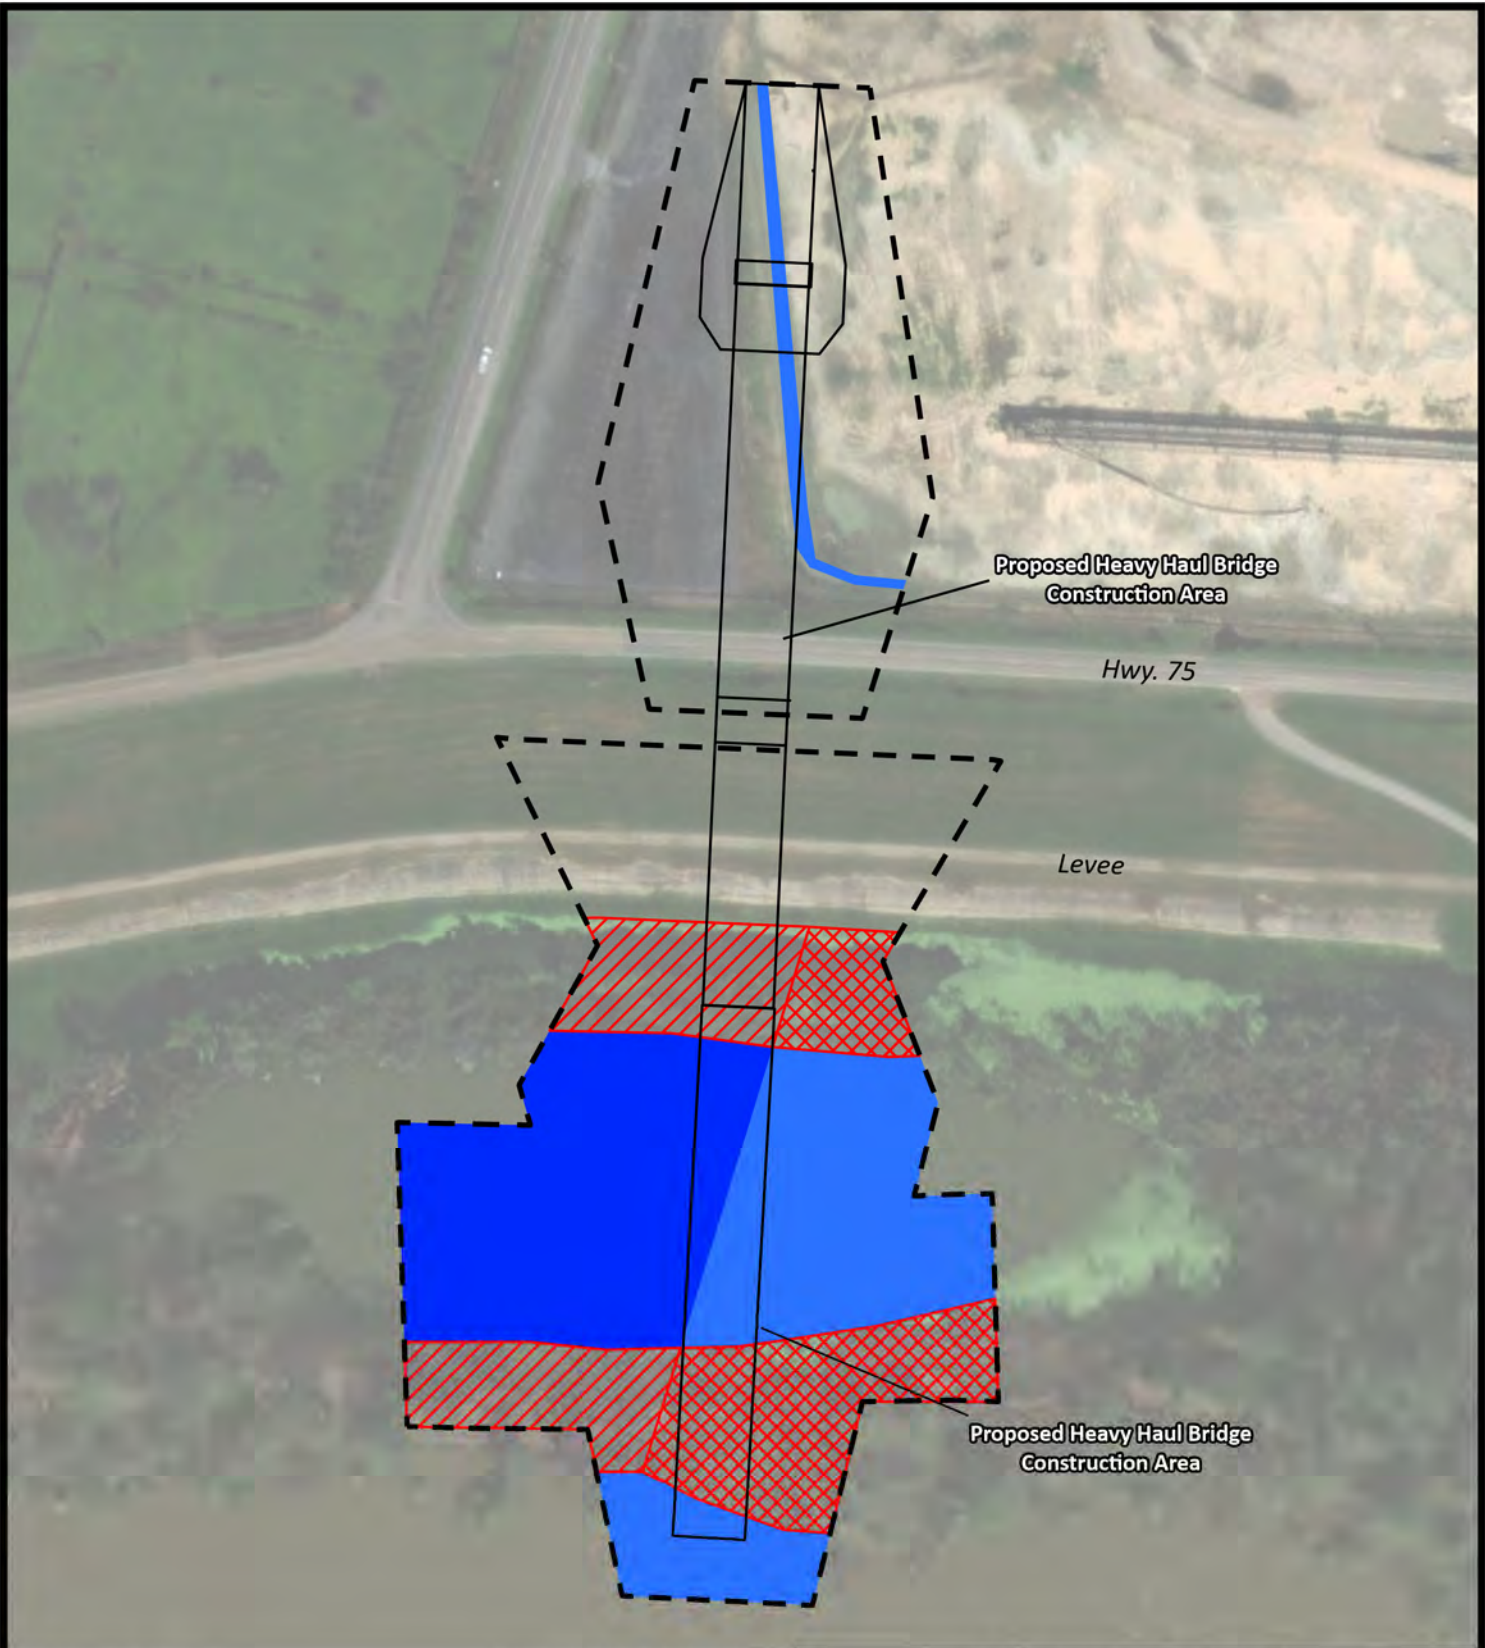 Proposed Heavy Haul Bridge
Construction Area
Hwy. 75
Levee
Proposed Heavy Haul Bridge
Construction Area